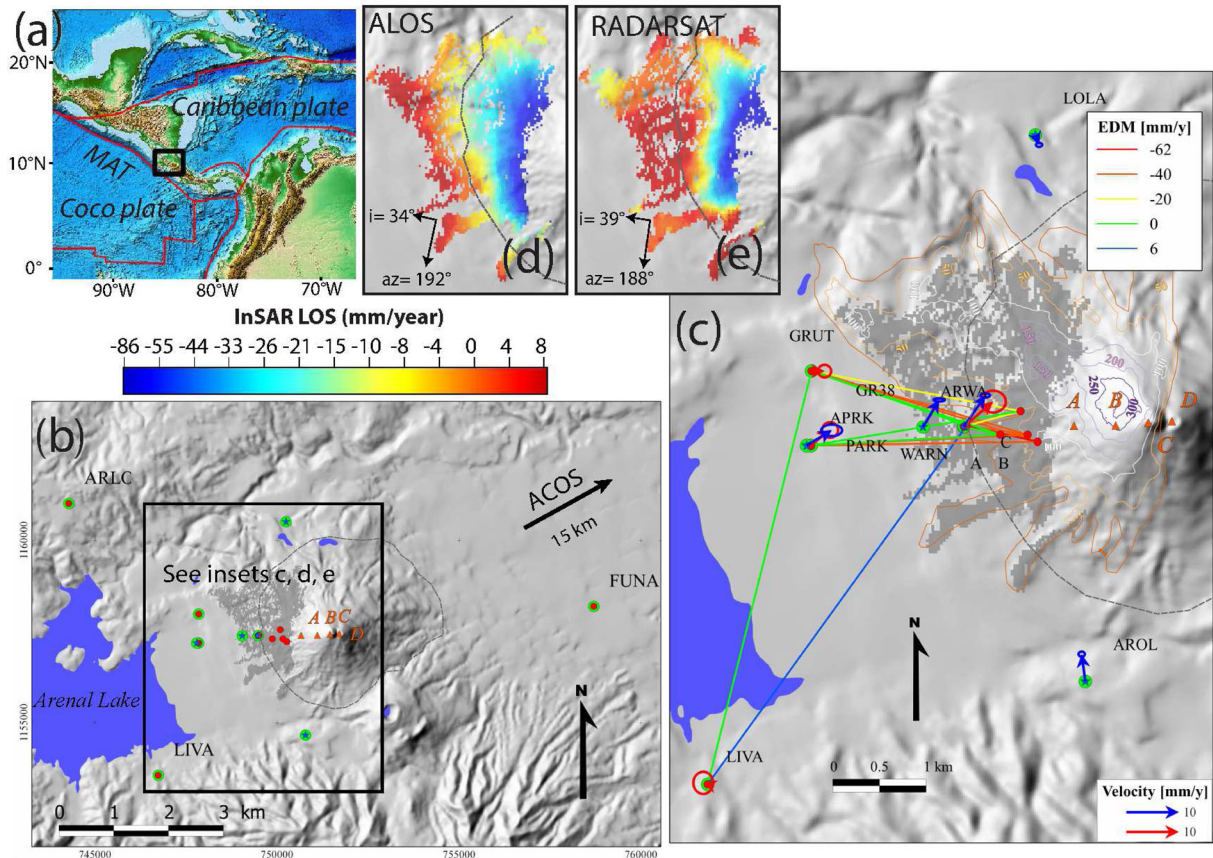 (a)
20°N
10°N
0°
90°W
80°W
70°W
Caribbean plate
MAT
Coco plate
ALOS
i= 34°
az= 192°
(d)
RADARSAT
i= 39°
az= 188°
(e)
InSAR LOS (mm/year)
-86 -55 -44 -33 -26 -21 -15 -10 -8 -4 0 4 8
(b)
ARLC
ACOS
15 km
See insets c, d, e
FUNA
A B C
D
Arenal Lake
LIVA
N
0 1 2 3 km
1160000
1155000
745000
750000
755000
760000
(c)
LOLA
EDM [mm/y]
-62
-40
-20
0
6
GRUT
GR38
ARWA
APRK
PARK
WARN
A
B
C
200
250
300
A
B
C
D
AROL
N
LIVA
0 0.5 1 km
Velocity [mm/y]
10
10